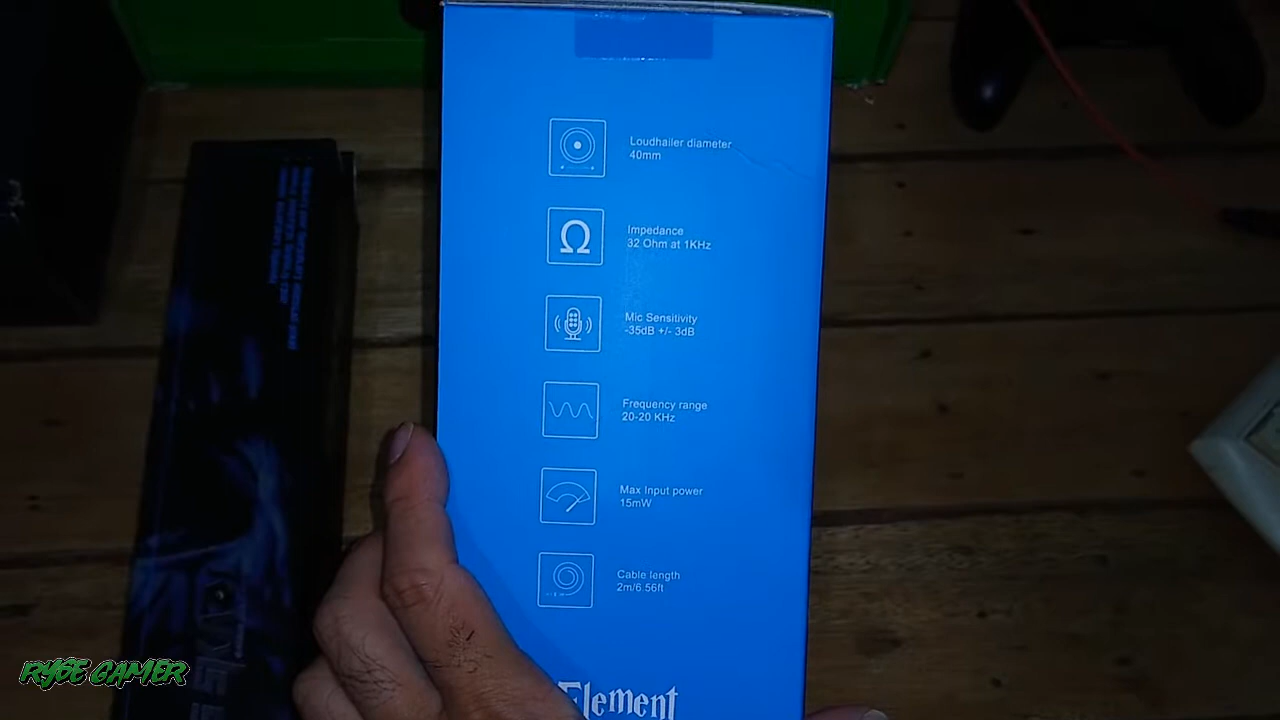 Loudhailer diameter
40mm
Impedance
32 Ohm at 1KHz
Mic Sensitivity
-35dB +/- 3dB
Frequency range
20-20 KHz
Max Input power
15mW
Cable length
2m/6.56ft
Element
RYSE GAMER